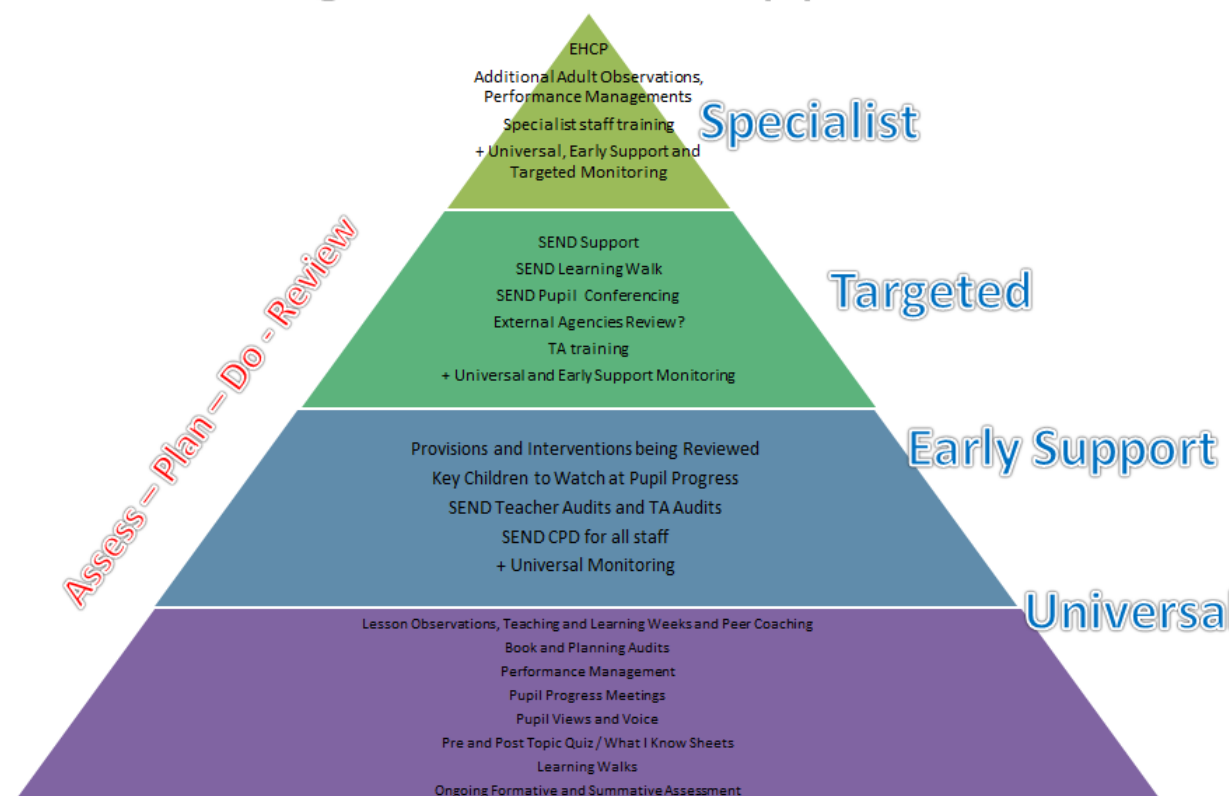 EHCP
Additional Adult Observations,
Performance Managements
Specialist staff training
+ Universal, Early Support and
Targeted Monitoring
Specialist
SEND Support
SEND Learning Walk
SEND Pupil Conferencing
External Agencies Review?
TA training
+ Universal and Early Support Monitoring
Targeted
Assess – Plan – Do - Review
Provisions and Interventions being Reviewed
Key Children to Watch at Pupil Progress
SEND Teacher Audits and TA Audits
SEND CPD for all staff
+ Universal Monitoring
Early Support
Lesson Observations, Teaching and Learning Weeks and Peer Coaching
Book and Planning Audits
Performance Management
Pupil Progress Meetings
Pupil Views and Voice
Pre and Post Topic Quiz / What I Know Sheets
Learning Walks
Ongoing Formative and Summative Assessment
Universal